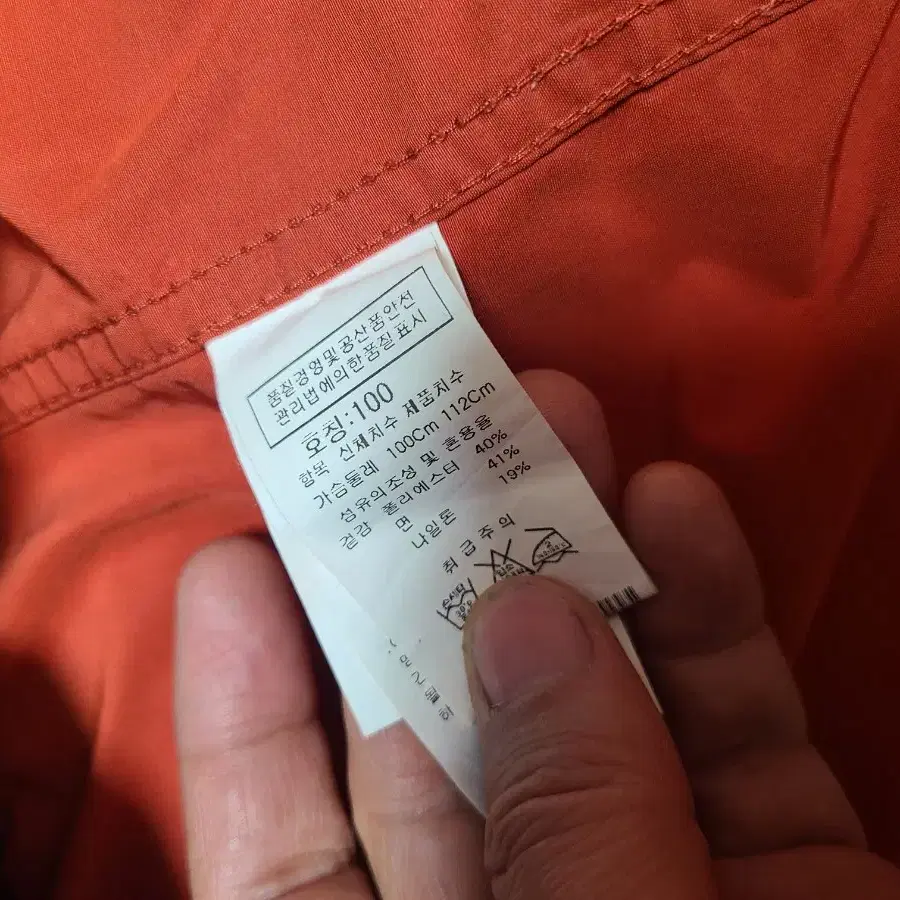 품질경영및공산품안전
관리법에의한품질표시
호칭:100
항목 신체치수 제품치수
가슴둘레 100Cm 112Cm
섬유의조성 및 혼용율
겉감 폴리에스터 40%
면 41%
나일론 19%
취급주의
손세탁